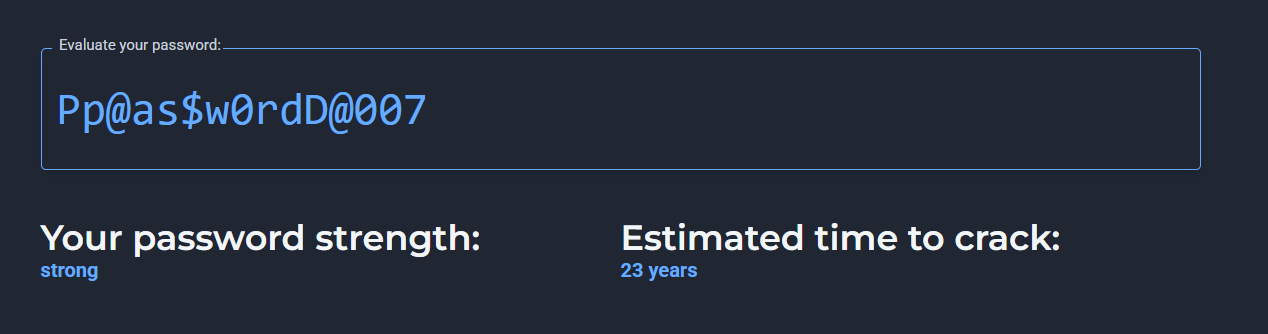 Evaluate your password:
Pp@as$w0rdD@007
Your password strength:
strong
Estimated time to crack:
23 years